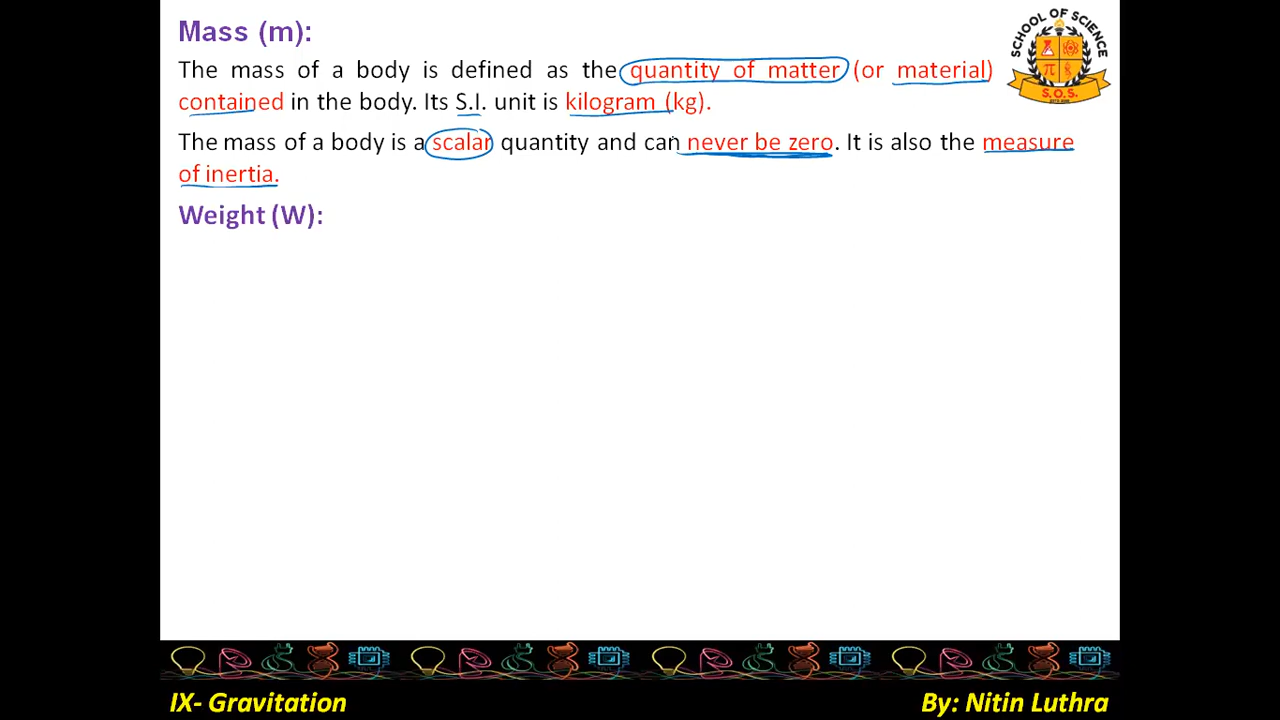 Mass (m):
The mass of a body is defined as the quantity of matter (or material)
contained in the body. Its S.I. unit is kilogram (kg).
The mass of a body is a scalar quantity and can never be zero. It is also the measure
of inertia.
Weight (W):
SCHOOL OF SCIENCE
π
S.O.S.
IX- Gravitation
By: Nitin Luthra